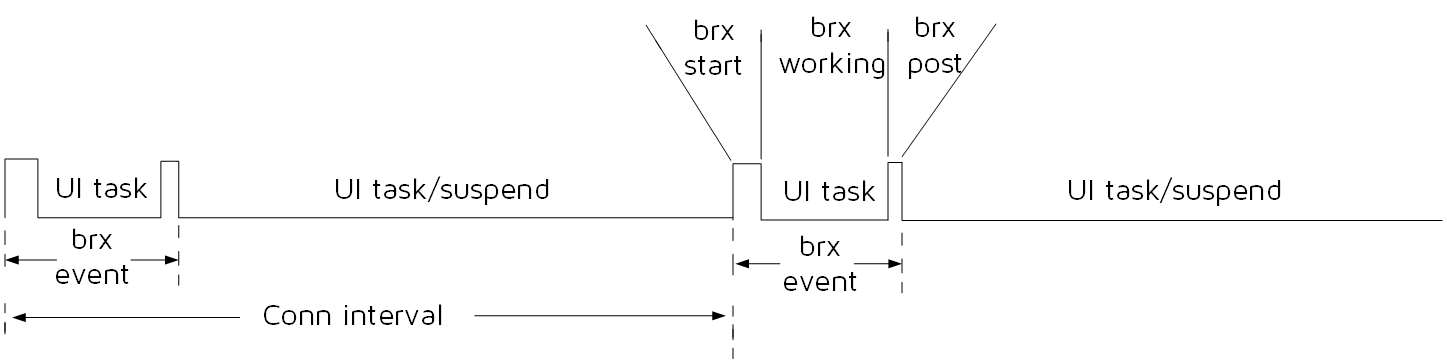 brx
start
brx
working
brx
post
UI task
UI task/suspend
UI task
UI task/suspend
brx
event
brx
event
Conn interval